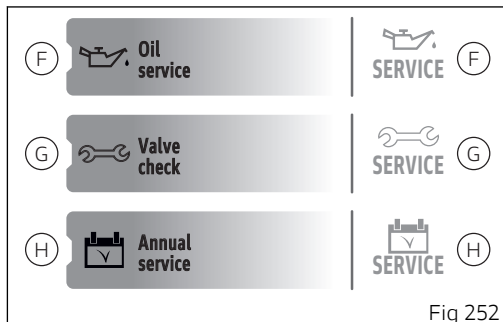 F
Oil
service
SERVICE
F
G
Valve
check
SERVICE
G
H
Annual
service
SERVICE
H
Fig 252